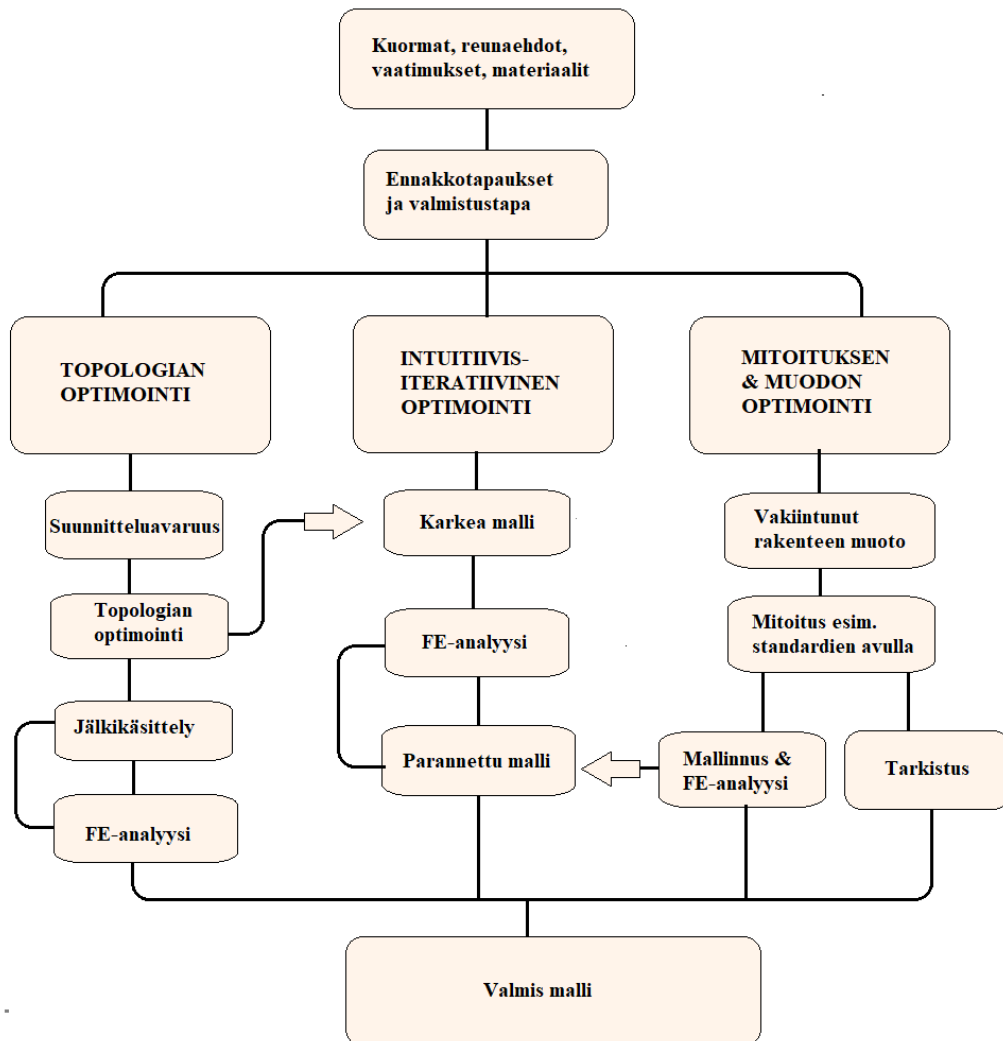 Kuormat, reunaehdot,
vaatimukset, materiaalit
Ennakkotapaukset
ja valmistustapa
TOPOLOGIAN
OPTIMOINTI
INTUITIIVIS-
ITERATIIVINEN
OPTIMOINTI
MITOITUKSEN
& MUODON
OPTIMOINTI
Suunnitteluavaruus
Karkea malli
Vakiintunut
rakenteen muoto
Topologian
optimointi
FE-analyysi
Mitoitus esim.
standardien avulla
Jälkikäsittely
Parannettu malli
Mallinnus &
FE-analyysi
Tarkistus
FE-analyysi
Valmis malli